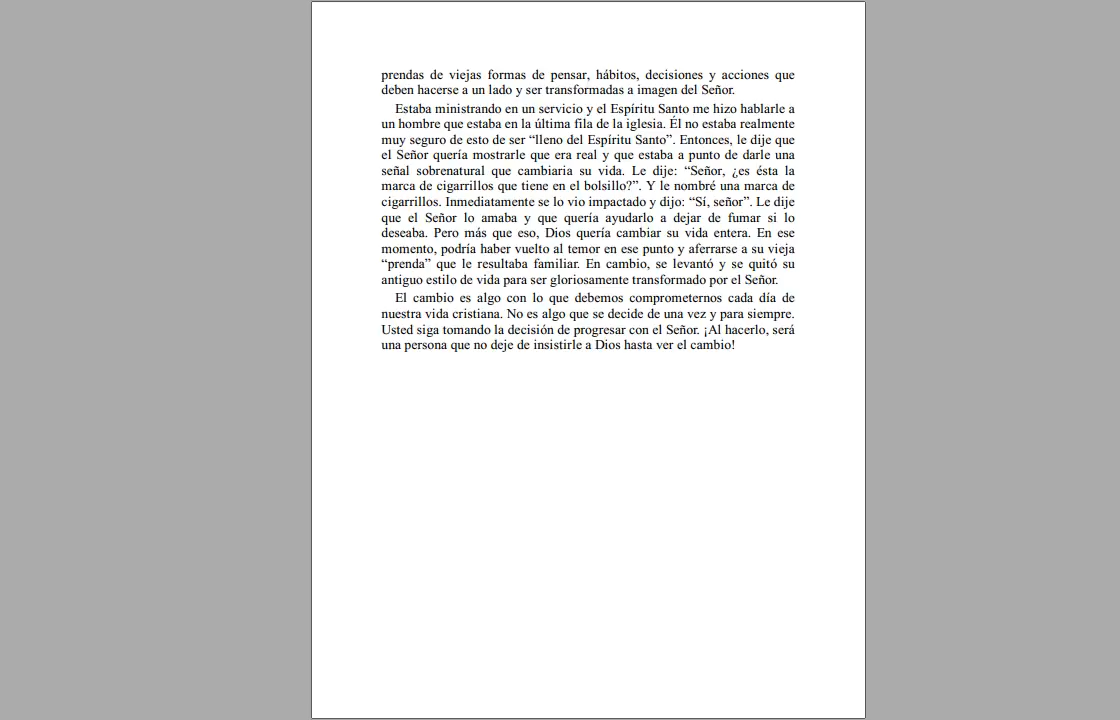 prendas de viejas formas de pensar, hábitos, decisiones y acciones que
deben hacerse a un lado y ser transformadas a imagen del Señor.
Estaba ministrando en un servicio y el Espíritu Santo me hizo hablarle a
un hombre que estaba en la última fila de la iglesia. Él no estaba realmente
muy seguro de esto de ser “lleno del Espíritu Santo”. Entonces, le dije que
el Señor quería mostrarle que era real y que estaba a punto de darle una
señal sobrenatural que cambiaria su vida. Le dije: “Señor, ¿es ésta la
marca de cigarrillos que tiene en el bolsillo?”. Y le nombré una marca de
cigarrillos. Inmediatamente se lo vio impactado y dijo: “Sí, señor”. Le dije
que el Señor lo amaba y que quería ayudarlo a dejar de fumar si lo
deseaba. Pero más que eso, Dios quería cambiar su vida entera. En ese
momento, podría haber vuelto al temor en ese punto y aferrarse a su vieja
“prenda” que le resultaba familiar. En cambio, se levantó y se quitó su
antiguo estilo de vida para ser gloriosamente transformado por el Señor.
El cambio es algo con lo que debemos comprometernos cada día de
nuestra vida cristiana. No es algo que se decide de una vez y para siempre.
Usted siga tomando la decisión de progresar con el Señor. ¡Al hacerlo, será
una persona que no deje de insistirle a Dios hasta ver el cambio!